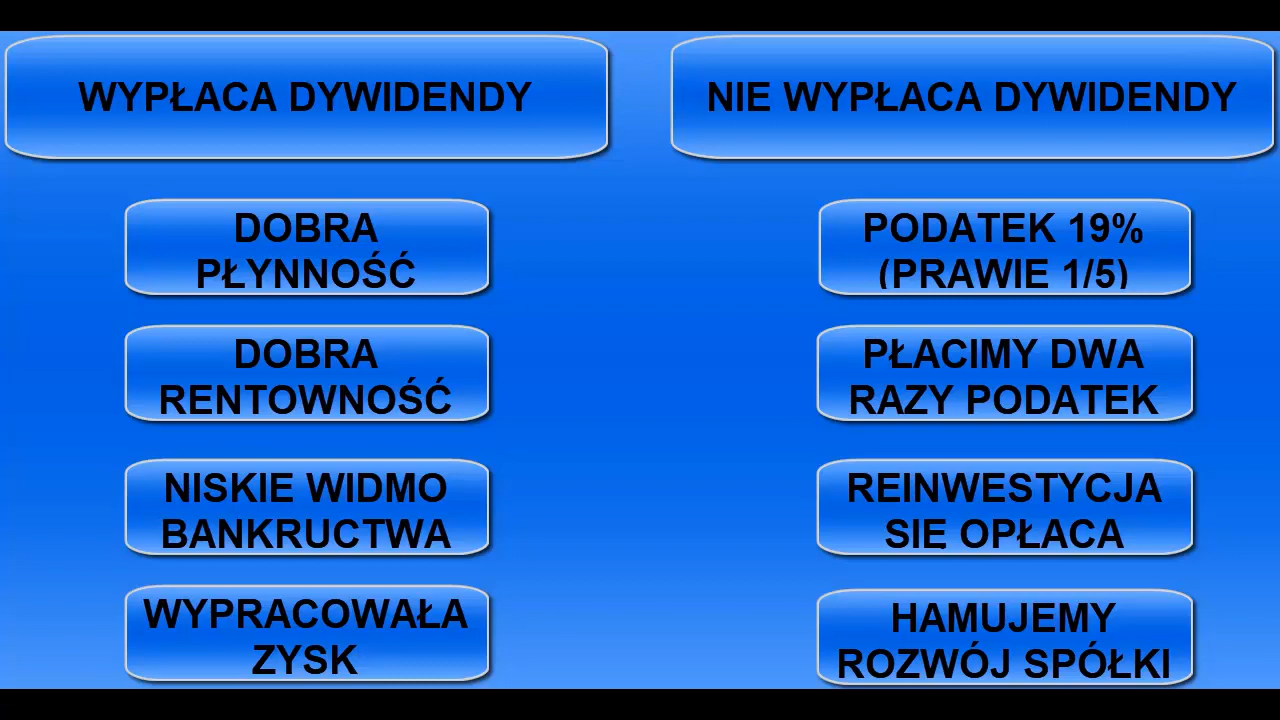 WYPŁACA DYWIDENDY
DOBRA
PŁYNNOŚĆ
DOBRA
RENTOWNOŚĆ
NISKIE WIDMO
BANKRUCTWA
WYPRACOWAŁA
ZYSK
NIE WYPŁACA DYWIDENDY
PODATEK 19%
(PRAWIE 1/5)
PŁACIMY DWA
RAZY PODATEK
REINWESTYCJA
SIĘ OPŁACA
HAMUJEMY
ROZWÓJ SPÓŁKI